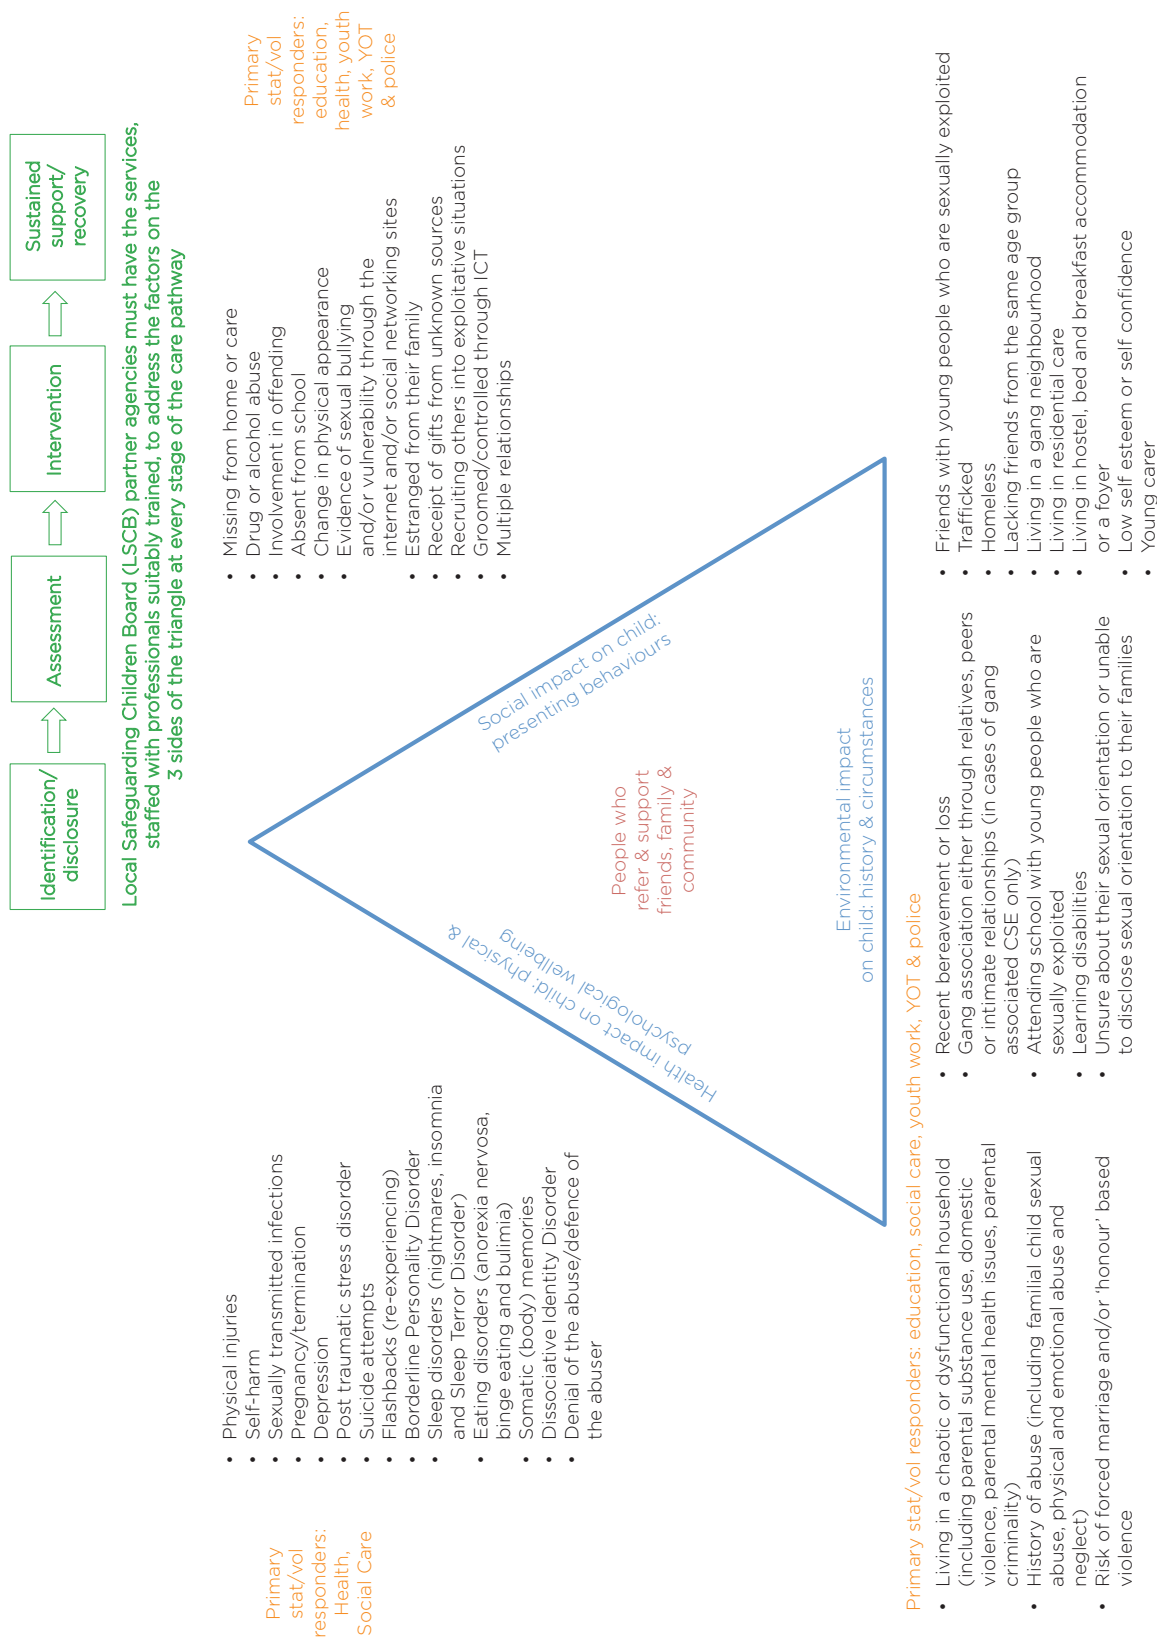 Identification/
disclosure
Assessment
Intervention
Sustained
support/
recovery
Local Safeguarding Children Board (LSCB) partner agencies must have the services,
staffed with professionals suitably trained, to address the factors on the
3 sides of the triangle at every stage of the care pathway
Primary
stat/vol
responders:
Health,
Social Care
• Physical injuries
• Self-harm
• Sexually transmitted infections
• Pregnancy/termination
• Depression
• Post traumatic stress disorder
• Suicide attempts
• Flashbacks (re-experiencing)
• Borderline Personality Disorder
• Sleep disorders (nightmares, insomnia
and Sleep Terror Disorder)
• Eating disorders (anorexia nervosa,
binge eating and bulimia)
• Somatic (body) memories
• Dissociative Identity Disorder
• Denial of the abuse/defence of
the abuser
Health impact on child: physical &
psychological wellbeing
People who
refer & support
friends, family &
community
Social impact on child:
presenting behaviours
• Missing from home or care
• Drug or alcohol abuse
• Involvement in offending
• Absent from school
• Change in physical appearance
• Evidence of sexual bullying
and/or vulnerability through the
internet and/or social networking sites
• Estranged from their family
• Receipt of gifts from unknown sources
• Recruiting others into exploitative situations
• Groomed/controlled through ICT
• Multiple relationships
Primary
stat/vol
responders:
education,
health, youth
work, YOT
& police
Environmental impact
on child: history & circumstances
Primary stat/vol responders: education, social care, youth work, YOT & police
• Living in a chaotic or dysfunctional household
(including parental substance use, domestic
violence, parental mental health issues, parental
criminality)
• History of abuse (including familial child sexual
abuse, physical and emotional abuse and
neglect)
• Risk of forced marriage and/or ‘honour’ based
violence
• Recent bereavement or loss
• Gang association either through relatives, peers
or intimate relationships (in cases of gang
associated CSE only)
• Attending school with young people who are
sexually exploited
• Learning disabilities
• Unsure about their sexual orientation or unable
to disclose sexual orientation to their families
• Friends with young people who are sexually exploited
• Trafficked
• Homeless
• Lacking friends from the same age group
• Living in a gang neighbourhood
• Living in residential care
• Living in hostel, bed and breakfast accommodation
or a foyer
• Low self esteem or self confidence
• Young carer